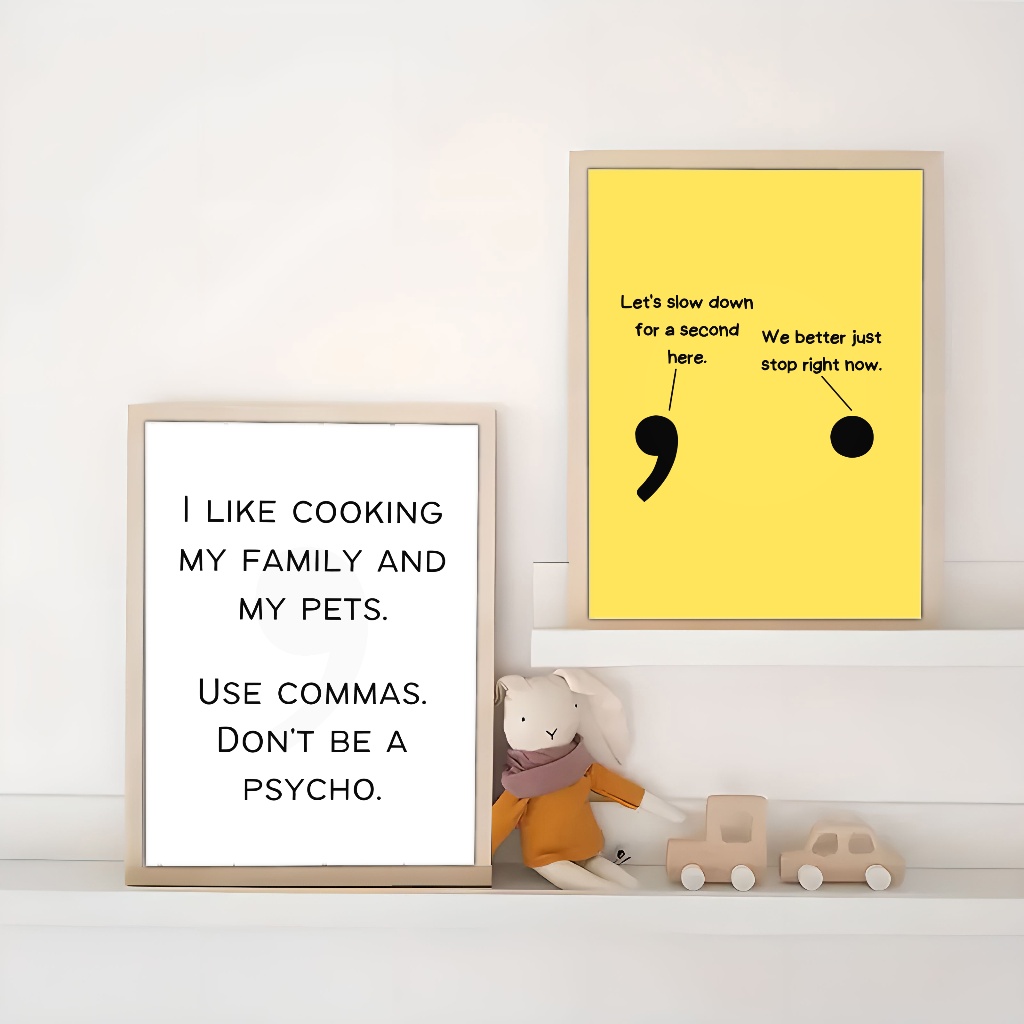 I LIKE COOKING
MY FAMILY AND
MY PETS.
USE COMMAS.
DON'T BE A
PSYCHO.
Let's slow down
for a second
here.
We better just
stop right now.